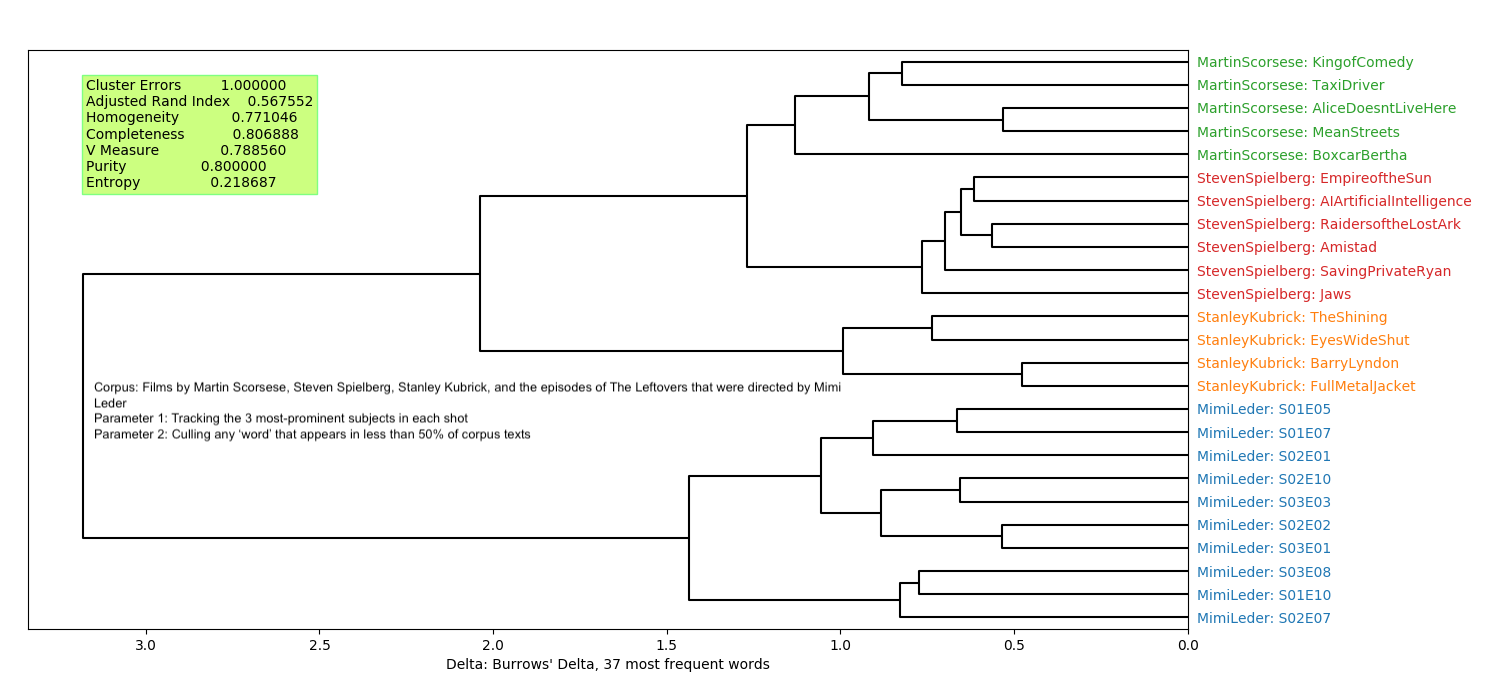 Cluster Errors 1.000000
Adjusted Rand Index 0.567552
Homogeneity 0.771046
Completeness 0.806888
V Measure 0.788560
Purity 0.800000
Entropy 0.218687
MartinScorsese: KingofComedy
MartinScorsese: TaxiDriver
MartinScorsese: AliceDoesntLiveHere
MartinScorsese: MeanStreets
MartinScorsese: BoxcarBertha
StevenSpielberg: EmpireoftheSun
StevenSpielberg: AIArtificialIntelligence
StevenSpielberg: RaidersoftheLostArk
StevenSpielberg: Amistad
StevenSpielberg: SavingPrivateRyan
StevenSpielberg: Jaws
StanleyKubrick: TheShining
StanleyKubrick: EyesWideShut
StanleyKubrick: BarryLyndon
StanleyKubrick: FullMetalJacket
MimiLeder: S01E05
MimiLeder: S01E07
MimiLeder: S02E01
MimiLeder: S02E10
MimiLeder: S03E03
MimiLeder: S02E02
MimiLeder: S03E01
MimiLeder: S03E08
MimiLeder: S01E10
MimiLeder: S02E07
Corpus: Films by Martin Scorsese, Steven Spielberg, Stanley Kubrick, and the episodes of The Leftovers that were directed by Mimi
Leder
Parameter 1: Tracking the 3 most-prominent subjects in each shot
Parameter 2: Culling any ‘word’ that appears in less than 50% of corpus texts
3.0 2.5 2.0 1.5 1.0 0.5 0.0
Delta: Burrows' Delta, 37 most frequent words